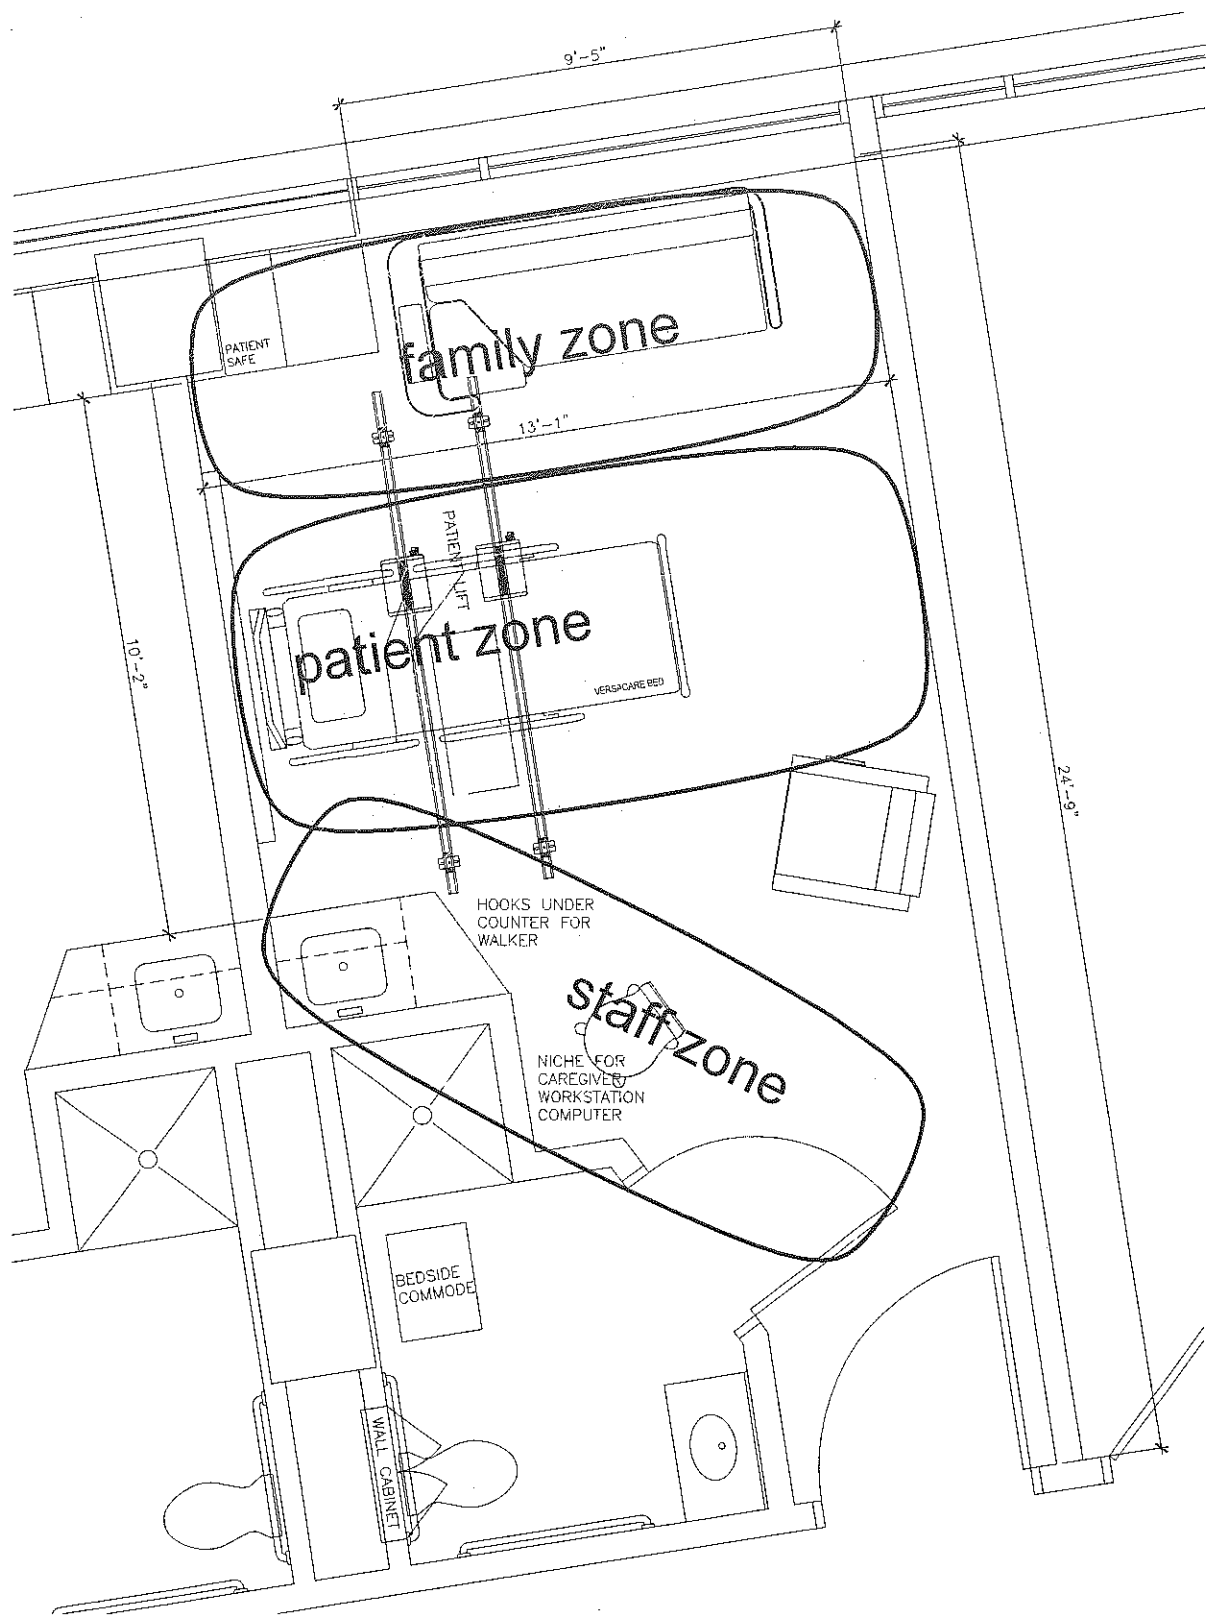 9'-5"
PATIENT
SAFE
family zone
13'-1"
PATIENT LIFT
patient zone
10'-2"
VERSACARE BED
24'-9"
HOOKS UNDER
COUNTER FOR
WALKER
staff zone
NICHE FOR
CAREGIVER
WORKSTATION
COMPUTER
BEDSIDE
COMMODE
WALL CABINET